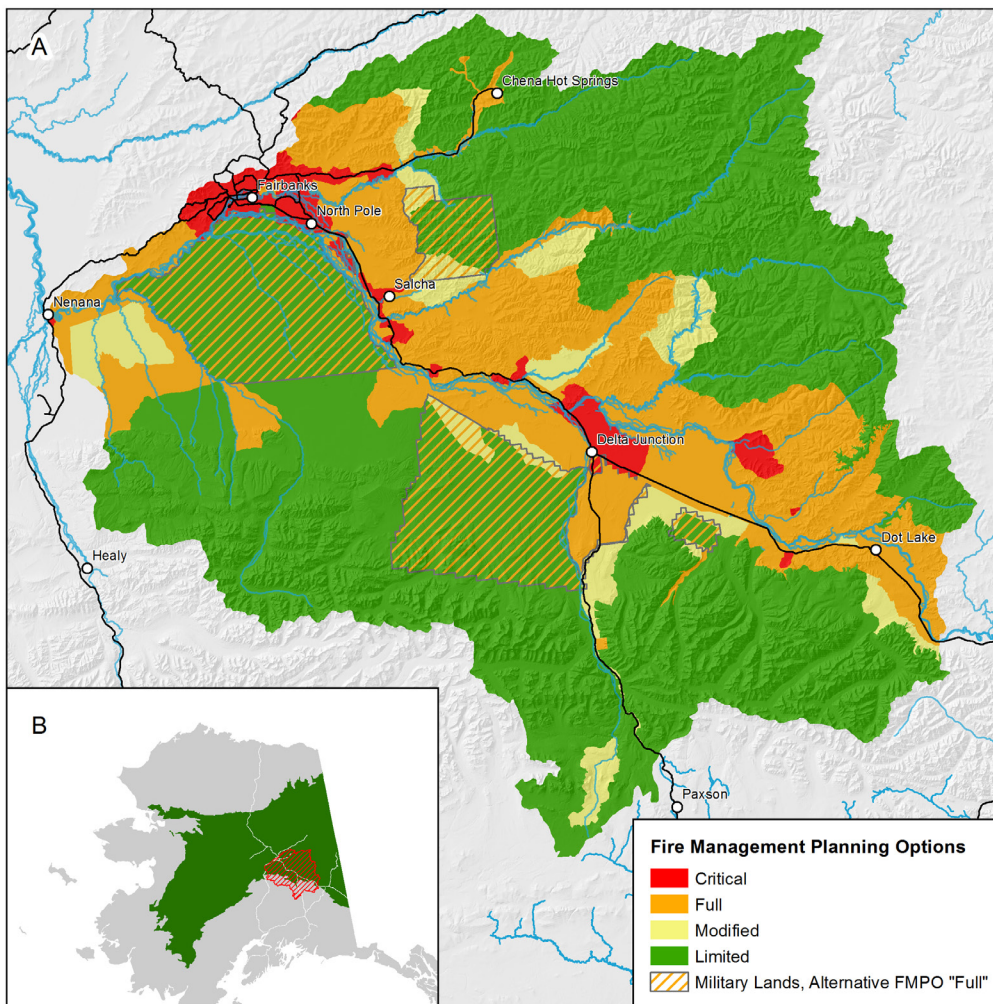 A
Chena Hot Springs
Fairbanks
North Pole
Salcha
Nenana
Delta Junction
Dot Lake
Healy
Paxson
B
Fire Management Planning Options
Critical
Full
Modified
Limited
Military Lands, Alternative FMPO "Full"